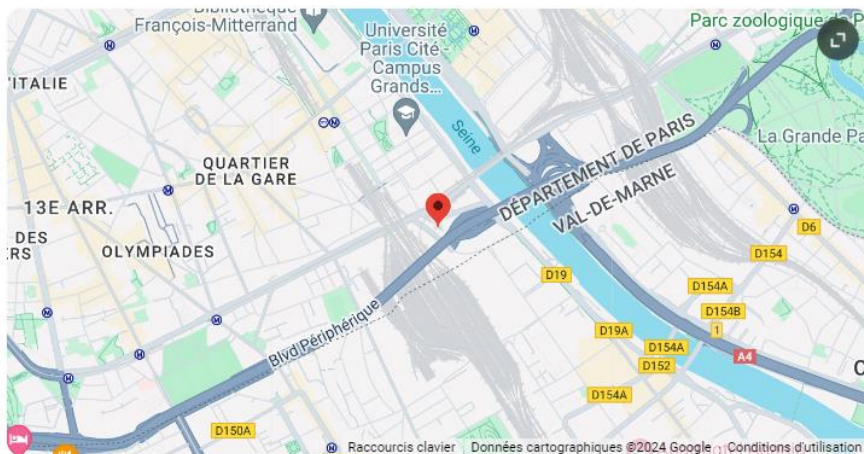 Bibliothèque
François-Mitterrand
Université
Paris Cité -
Campus
Grands...
Parc zoologique de P
'ITALIE
Seine
La Grande Pa
DÉPARTEMENT DE PARIS
VAL-DE-MARNE
QUARTIER
DE LA GARE
13E ARR.
DES
ERS
OLYMPIADES
D6
D154
D19
D154A
D154B
1
Blvd Périphérique
D19A
D154A
D152
A4
C
D154A
D150A
Raccourcis clavier
Données cartographiques ©2024 Google
Conditions d'utilisation